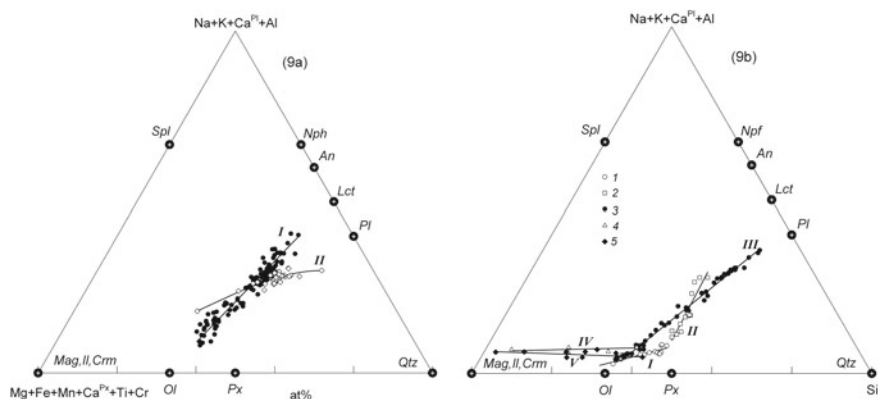 Na+K+Ca^Pl+Al
(9a)
Spl
Nph
An
Lct
Pl
I
II
Mag,Il,Crm
Qtz
Mg+Fe+Mn+Ca^Px+Ti+Cr
Ol
Px
at%
Na+K+Ca^Pl+Al
(9b)
Spl
Npf
An
Lct
Pl
1
2
3
4
5
III
II
IV
V
I
Mag,Il,Crm
Qtz
Ol
Px
Si